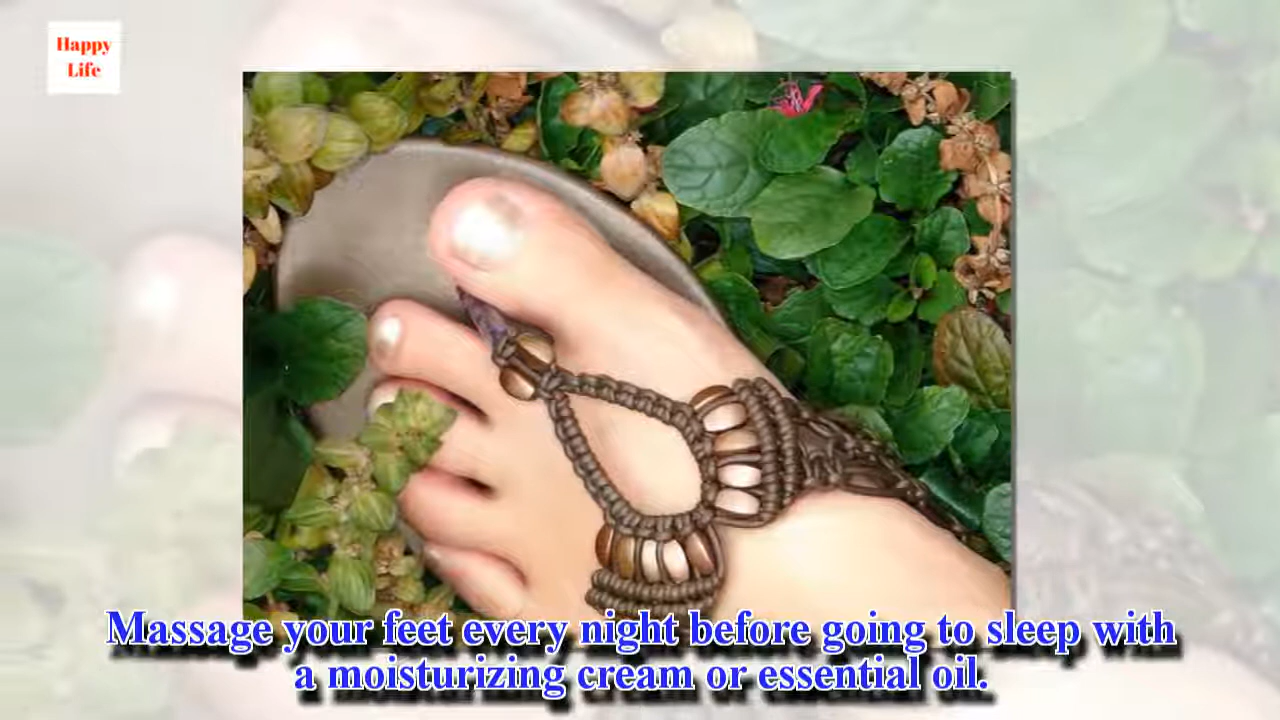 Happy
Life
Massage your feet every night before going to sleep with
a moisturizing cream or essential oil.